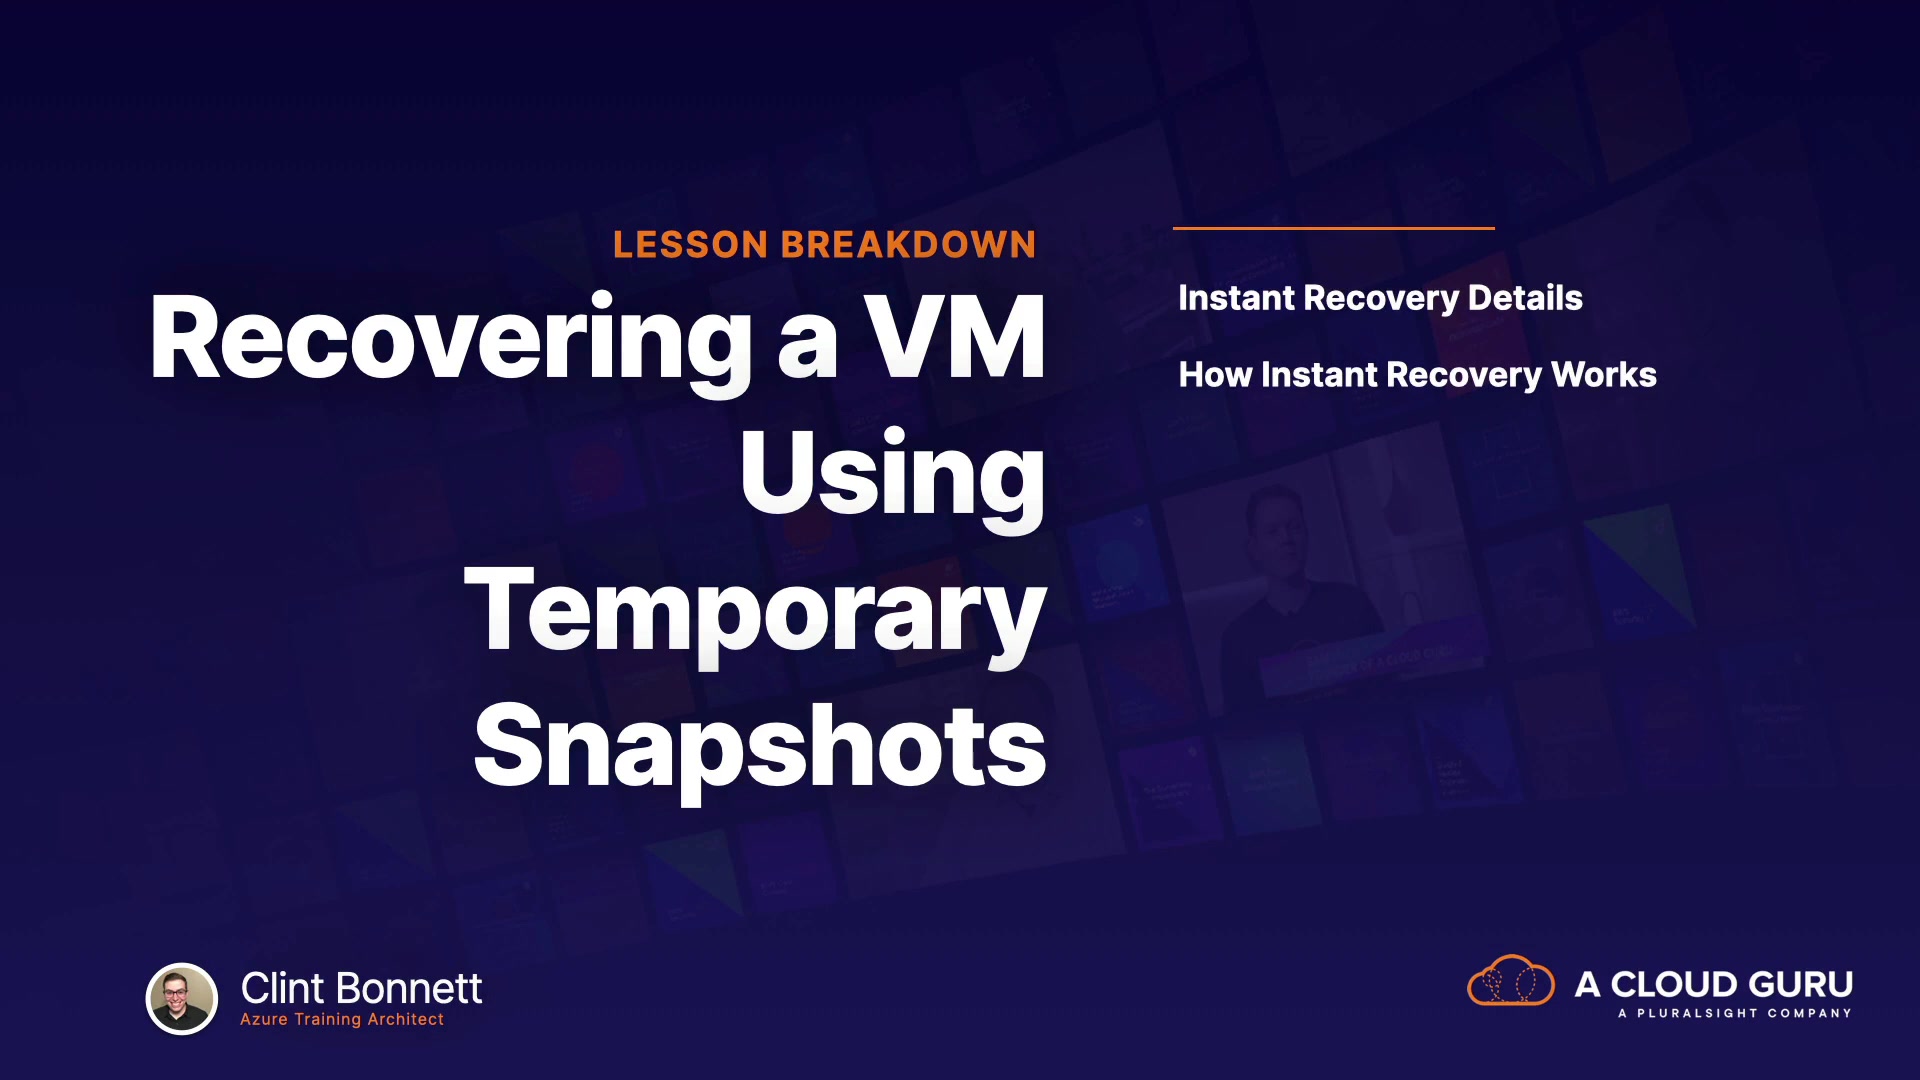 LESSON BREAKDOWN
Recovering a VM
Using
Temporary
Snapshots
Instant Recovery Details
How Instant Recovery Works
Clint Bonnett
Azure Training Architect
A CLOUD GURU
A PLURALSIGHT COMPANY